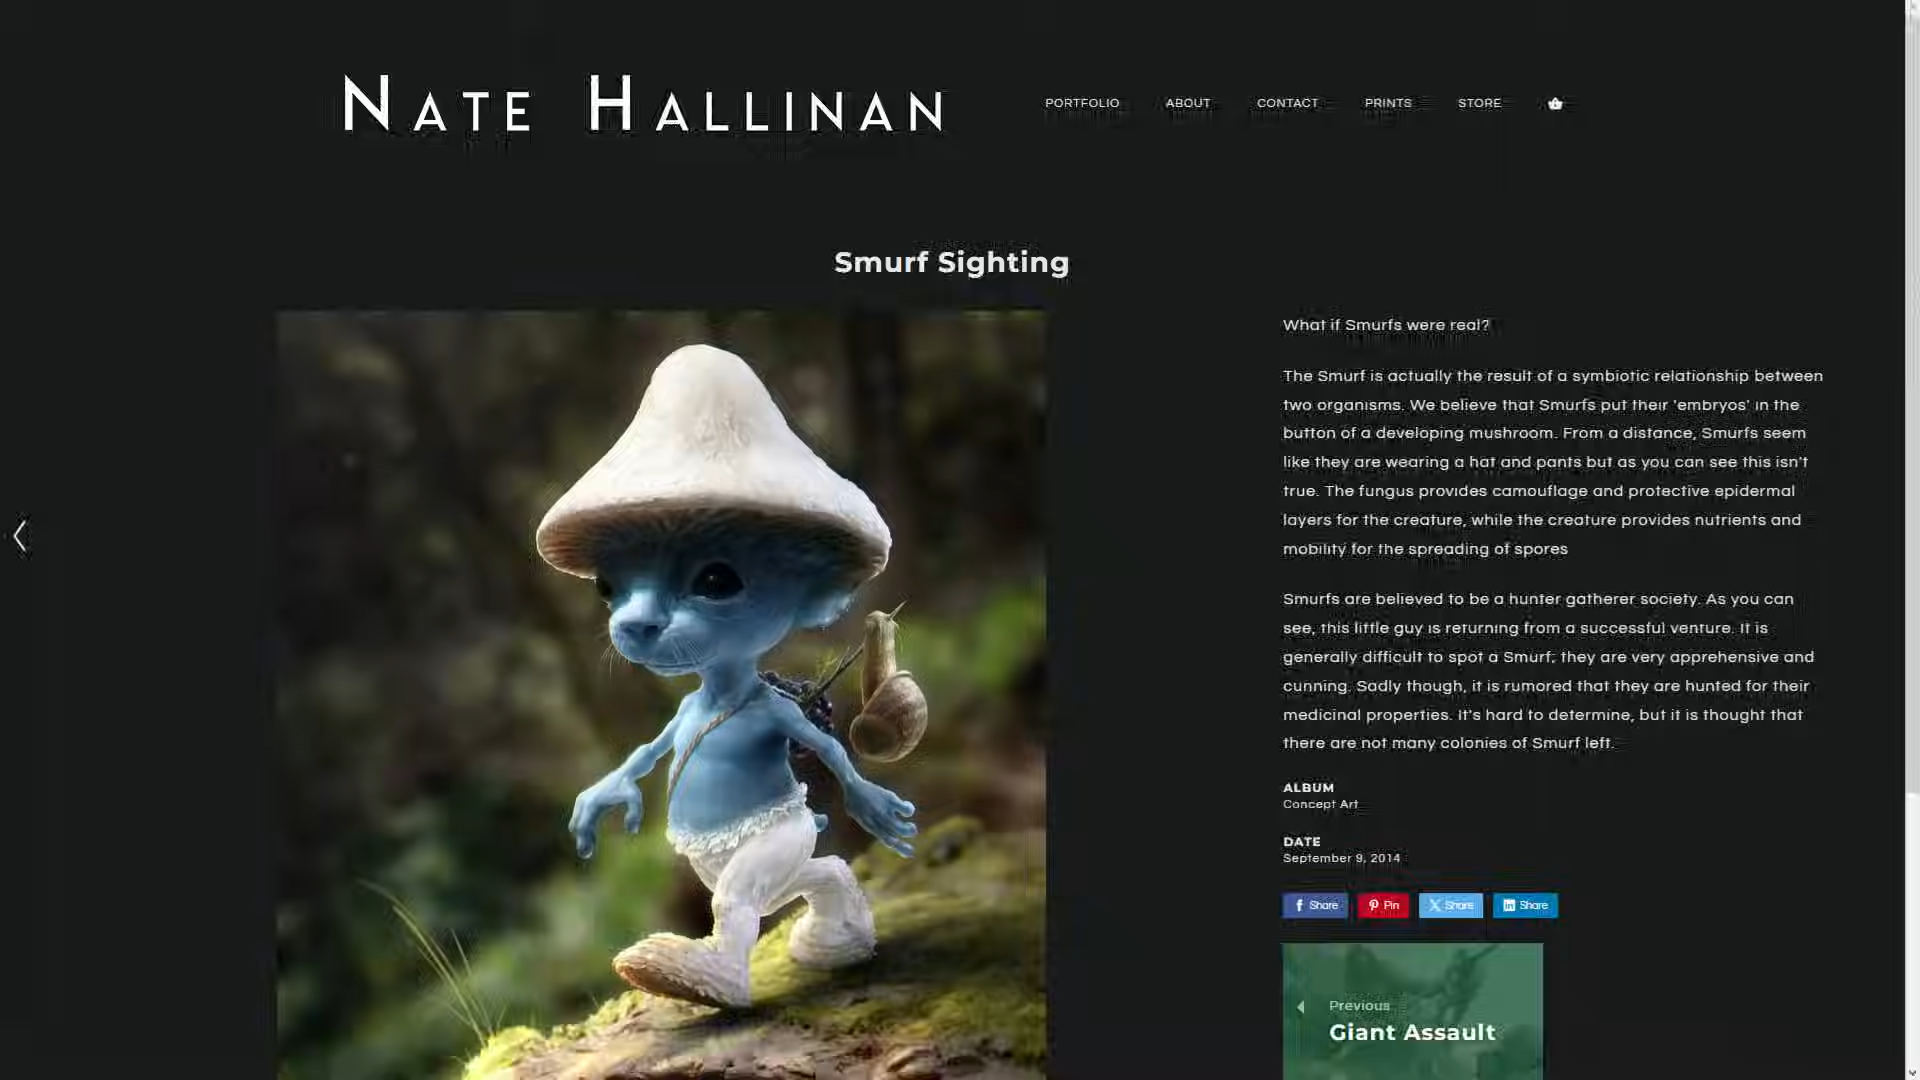 NATE HALLINAN
PORTFOLIO
ABOUT
CONTACT
PRINTS
STORE
Smurf Sighting
What if Smurfs were real?
The Smurf is actually the result of a symbiotic relationship between
two organisms. We believe that Smurfs put their 'embryos' in the
button of a developing mushroom. From a distance, Smurfs seem
like they are wearing a hat and pants but as you can see this isn't
true. The fungus provides camouflage and protective epidermal
layers for the creature, while the creature provides nutrients and
mobility for the spreading of spores
Smurfs are believed to be a hunter gatherer society. As you can
see, this little guy is returning from a successful venture. It is
generally difficult to spot a Smurf; they are very apprehensive and
cunning. Sadly though, it is rumored that they are hunted for their
medicinal properties. It's hard to determine, but it is thought that
there are not many colonies of Smurf left.
ALBUM
Concept Art
DATE
September 9, 2014
Share
Pin
Share
Share
Previous
Giant Assault